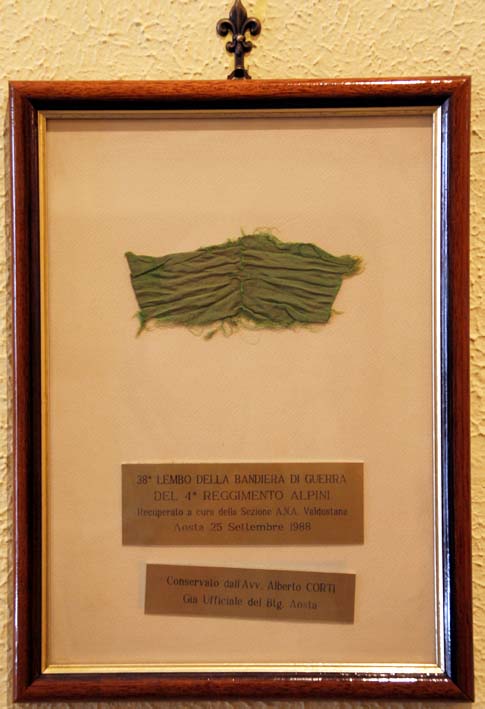 38° LEMBO DELLA BANDIERA DI GUERRA
DEL 4° REGGIMENTO ALPINI
Recuperato a cura della Sezione A.N.A. Valdostana
Aosta 25 Settembre 1988
Conservato dall'Avv. Alberto CORTI
Già Ufficiale del Btg. Aosta